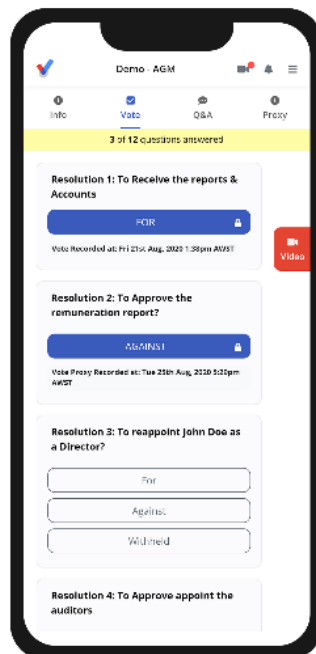 Demo - AGM
Info
Vote
Q&A
Proxy
3 of 12 questions answered
Resolution 1: To Receive the reports &
Accounts
FOR
Vote Recorded at: Fri 21st Aug, 2020 1:38pm AWST
Video
Resolution 2: To Approve the
remuneration report?
AGAINST
Vote Proxy Recorded at: Tue 25th Aug, 2020 5:20pm
AWST
Resolution 3: To reappoint John Doe as
a Director?
For
Against
Withheld
Resolution 4: To Approve appoint the
auditors